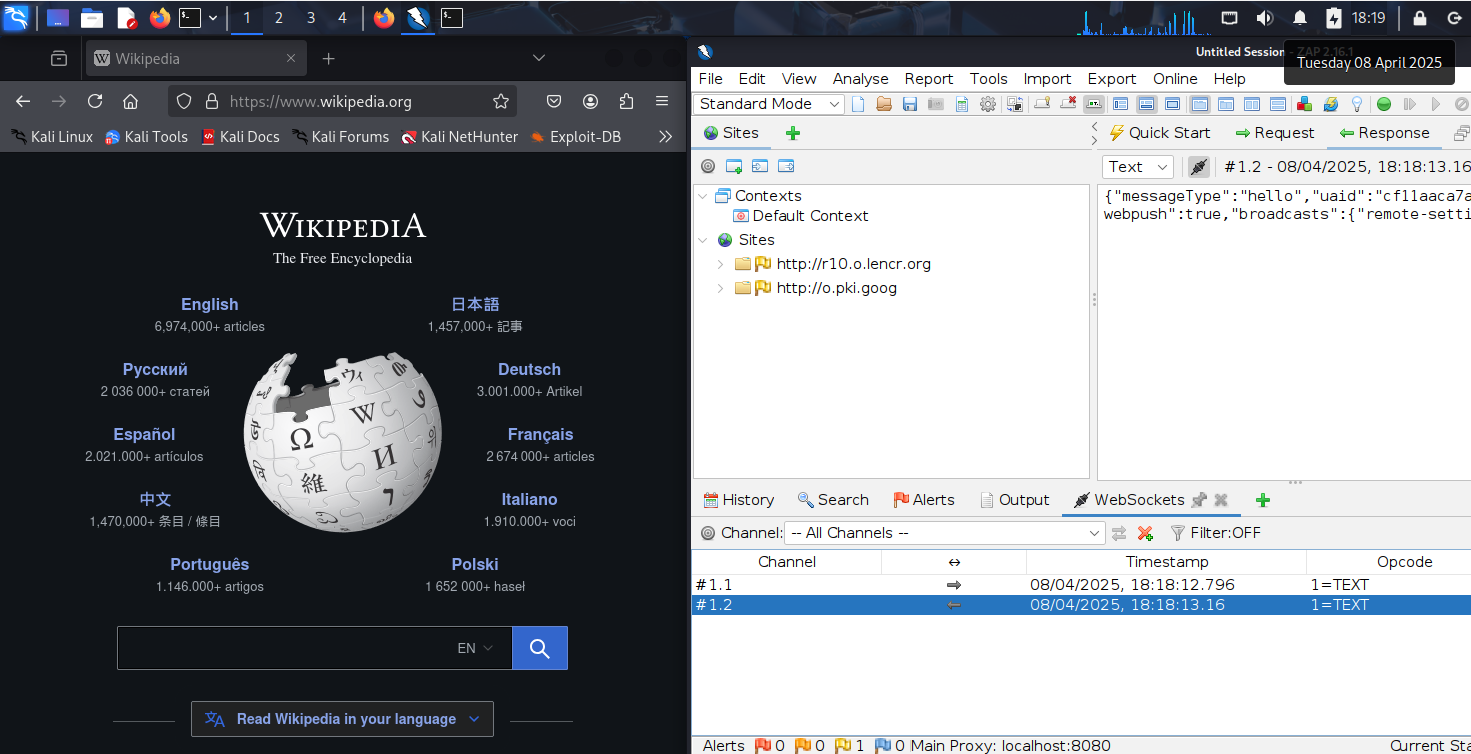 1 2 3 4 18:19
Wikipedia
https://www.wikipedia.org
Kali Linux Kali Tools Kali Docs Kali Forums Kali NetHunter Exploit-DB
WIKIPEDIA
The Free Encyclopedia
English
6,974,000+ articles
日本語
1,457,000+ 記事
Русский
2 036 000+ статей
Deutsch
3.001.000+ Artikel
Español
2.021.000+ artículos
Français
2 674 000+ articles
中文
1,470,000+ 条目 / 條目
Italiano
1.910.000+ voci
Português
1.146.000+ artigos
Polski
1 652 000+ haseł
Ω W И 維 ウィ 7
EN
Read Wikipedia in your language
Untitled Session - ZAP 2.16.1
Tuesday 08 April 2025
File Edit View Analyse Report Tools Import Export Online Help
Standard Mode
Sites
Quick Start Request Response
Text #1.2 - 08/04/2025, 18:18:13.16
Contexts
Default Context
Sites
http://r10.o.lencr.org
http://o.pki.goog
{"messageType":"hello","uaid":"cf11aaca7a
webpush":true,"broadcasts":{"remote-setti
History Search Alerts Output WebSockets
Channel: -- All Channels -- Filter:OFF
Channel ↔ Timestamp Opcode
#1.1 → 08/04/2025, 18:18:12.796 1=TEXT
#1.2 ← 08/04/2025, 18:18:13.16 1=TEXT
Alerts 0 0 1 0 Main Proxy: localhost:8080 Current Sta